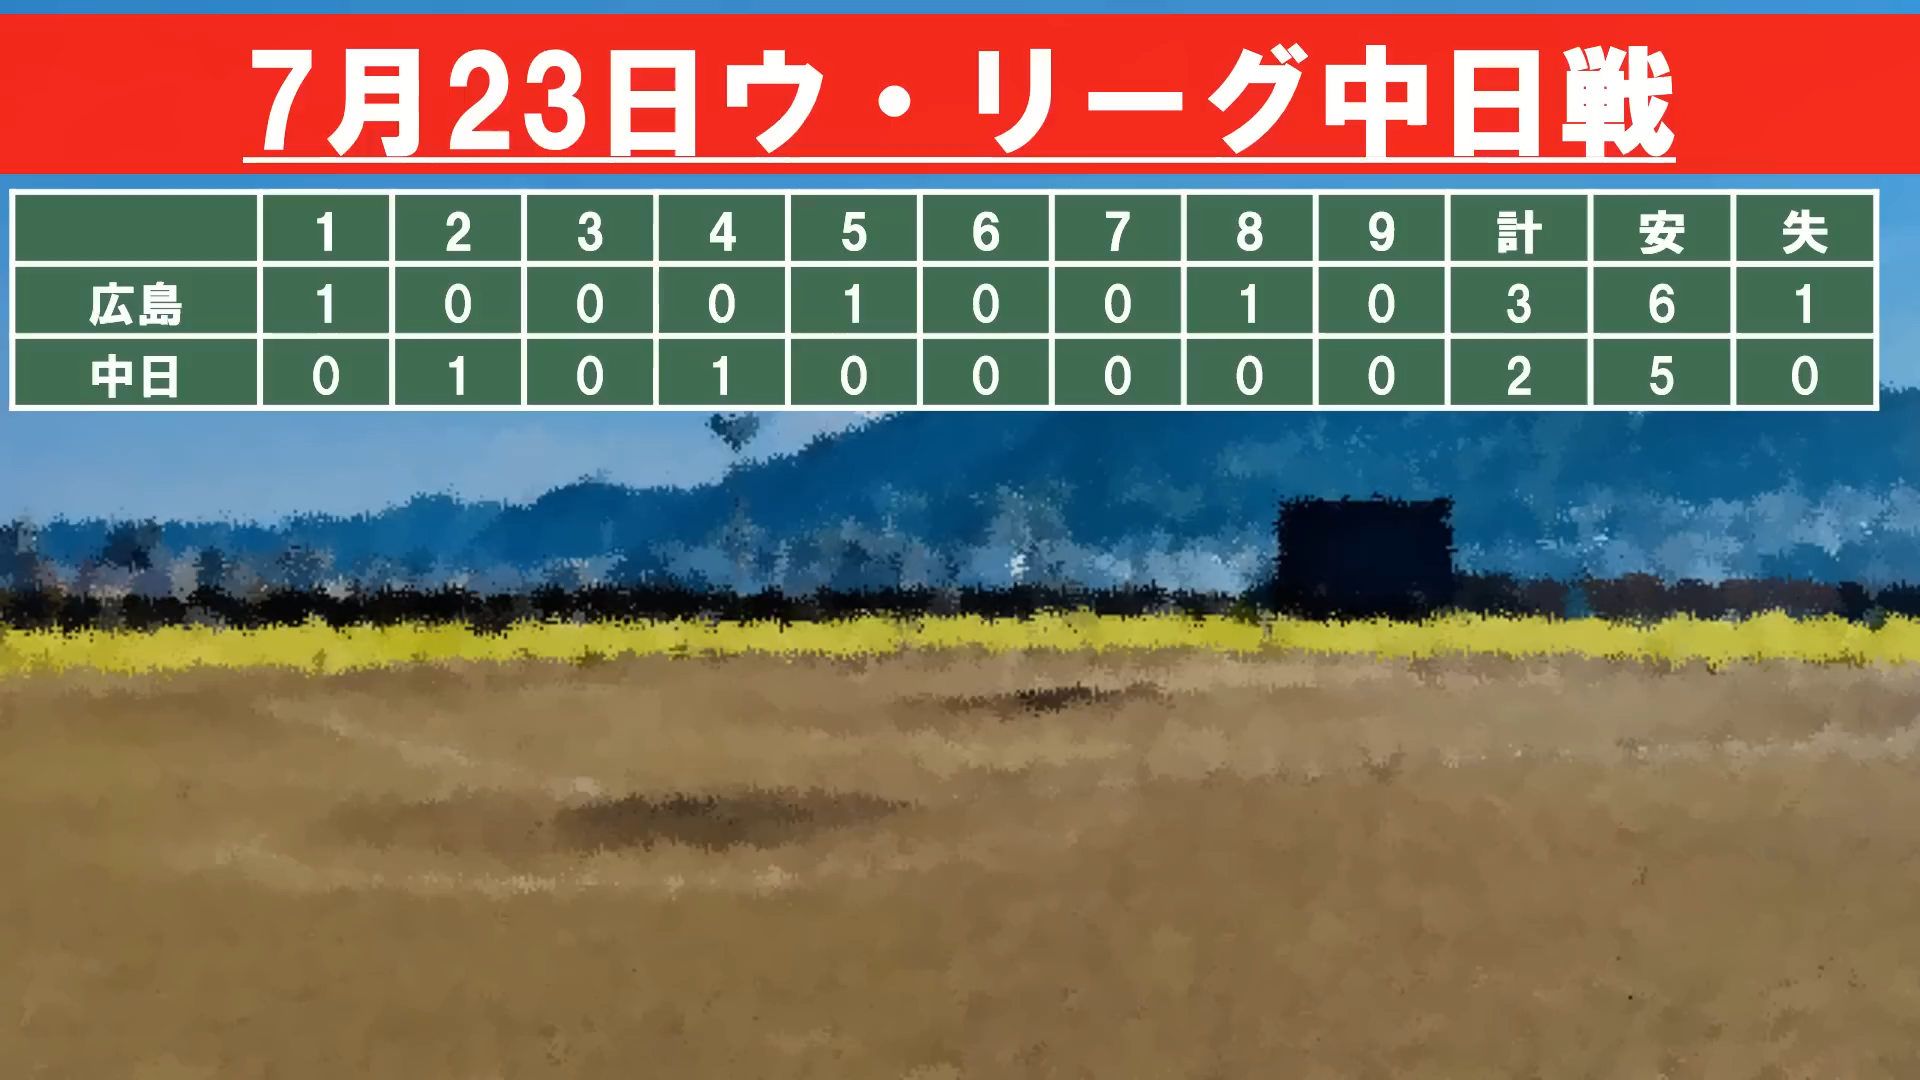 7月23日ウ・リーグ中日戦
1 2 3 4 5 6 7 8 9 計 安 失
広島 1 0 0 0 1 0 0 1 0 3 6 1
中日 0 1 0 1 0 0 0 0 0 2 5 0